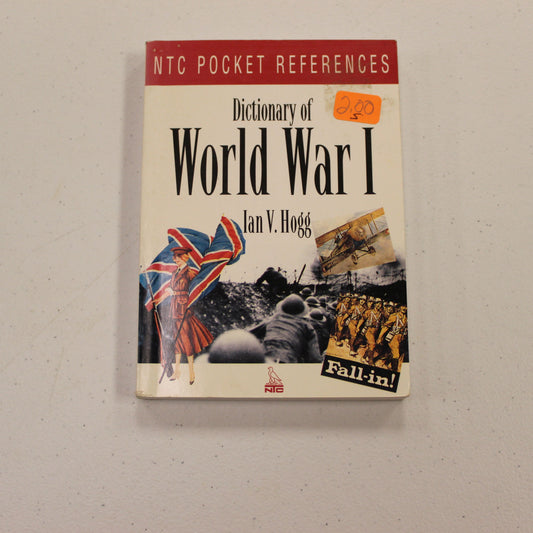 NTC POCKET REFERENCES
2.00
Dictionary of
World War I
Ian V. Hogg
Fall-in!
NTC